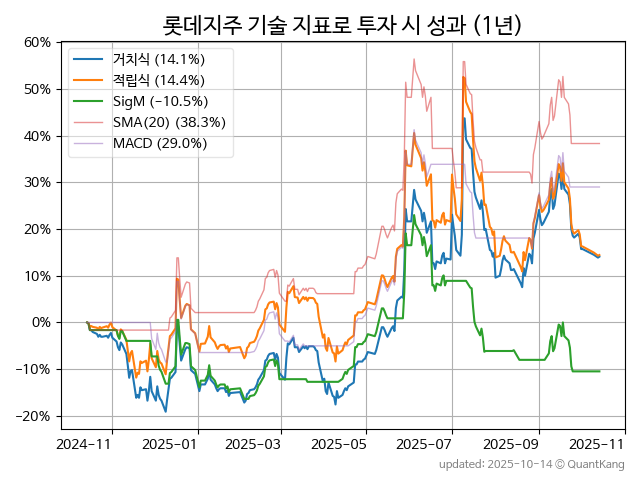 롯데지주 기술 지표로 투자 시 성과 (1년)
60%
50%
40%
30%
20%
10%
0%
−10%
−20%
거치식 (14.1%)
적립식 (14.4%)
SigM (−10.5%)
SMA(20) (38.3%)
MACD (29.0%)
2024-11 2025-01 2025-03 2025-05 2025-07 2025-09 2025-11
updated: 2025-10-14 © QuantKang